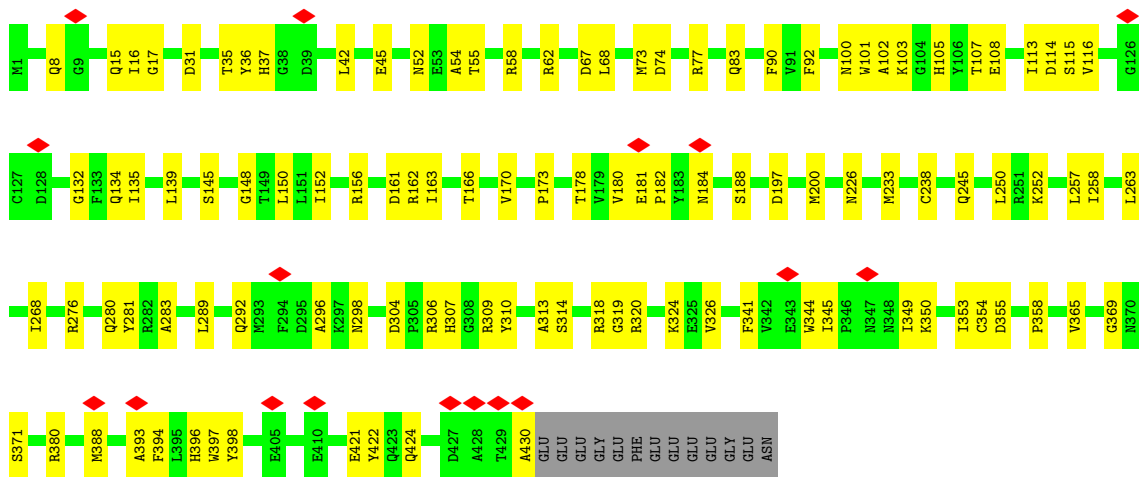 M1 Q8 G9 Q15 I16 G17 D31 T35 Y36 H37 G38 D39 L42 E45 N52 E53 A54 T55 R58 R62 D67 L68 M73 D74 R77 Q83 F90 V91 F92 N100 W101 A102 K103 G104 H105 Y106 T107 E108 I113 D114 S115 V116 G126
C127 D128 G132 F133 Q134 I135 L139 S145 G148 T149 L150 L151 I152 R156 D161 R162 I163 T166 V170 P173 T178 V179 V180 E181 P182 Y183 N184 S188 D197 M200 N226 M233 C238 Q245 L250 R251 K252 L257 I258 L263
I268 R276 Q280 Y281 R282 A283 L289 Q292 M293 F294 D295 A296 K297 N298 D304 P305 R306 H307 G308 R309 Y310 A313 S314 R318 G319 R320 K324 E325 V326 F341 V342 E343 W344 I345 P346 N347 N348 I349 K350 I353 C354 D355 P358 V365 G369 N370
S371 R380 M388 A393 F394 L395 H396 W397 Y398 E405 E410 E421 Y422 Q423 Q424 D427 A428 T429 A430 GLU GLU GLU GLY GLU PHE GLU GLU GLU GLU GLY GLU ASN